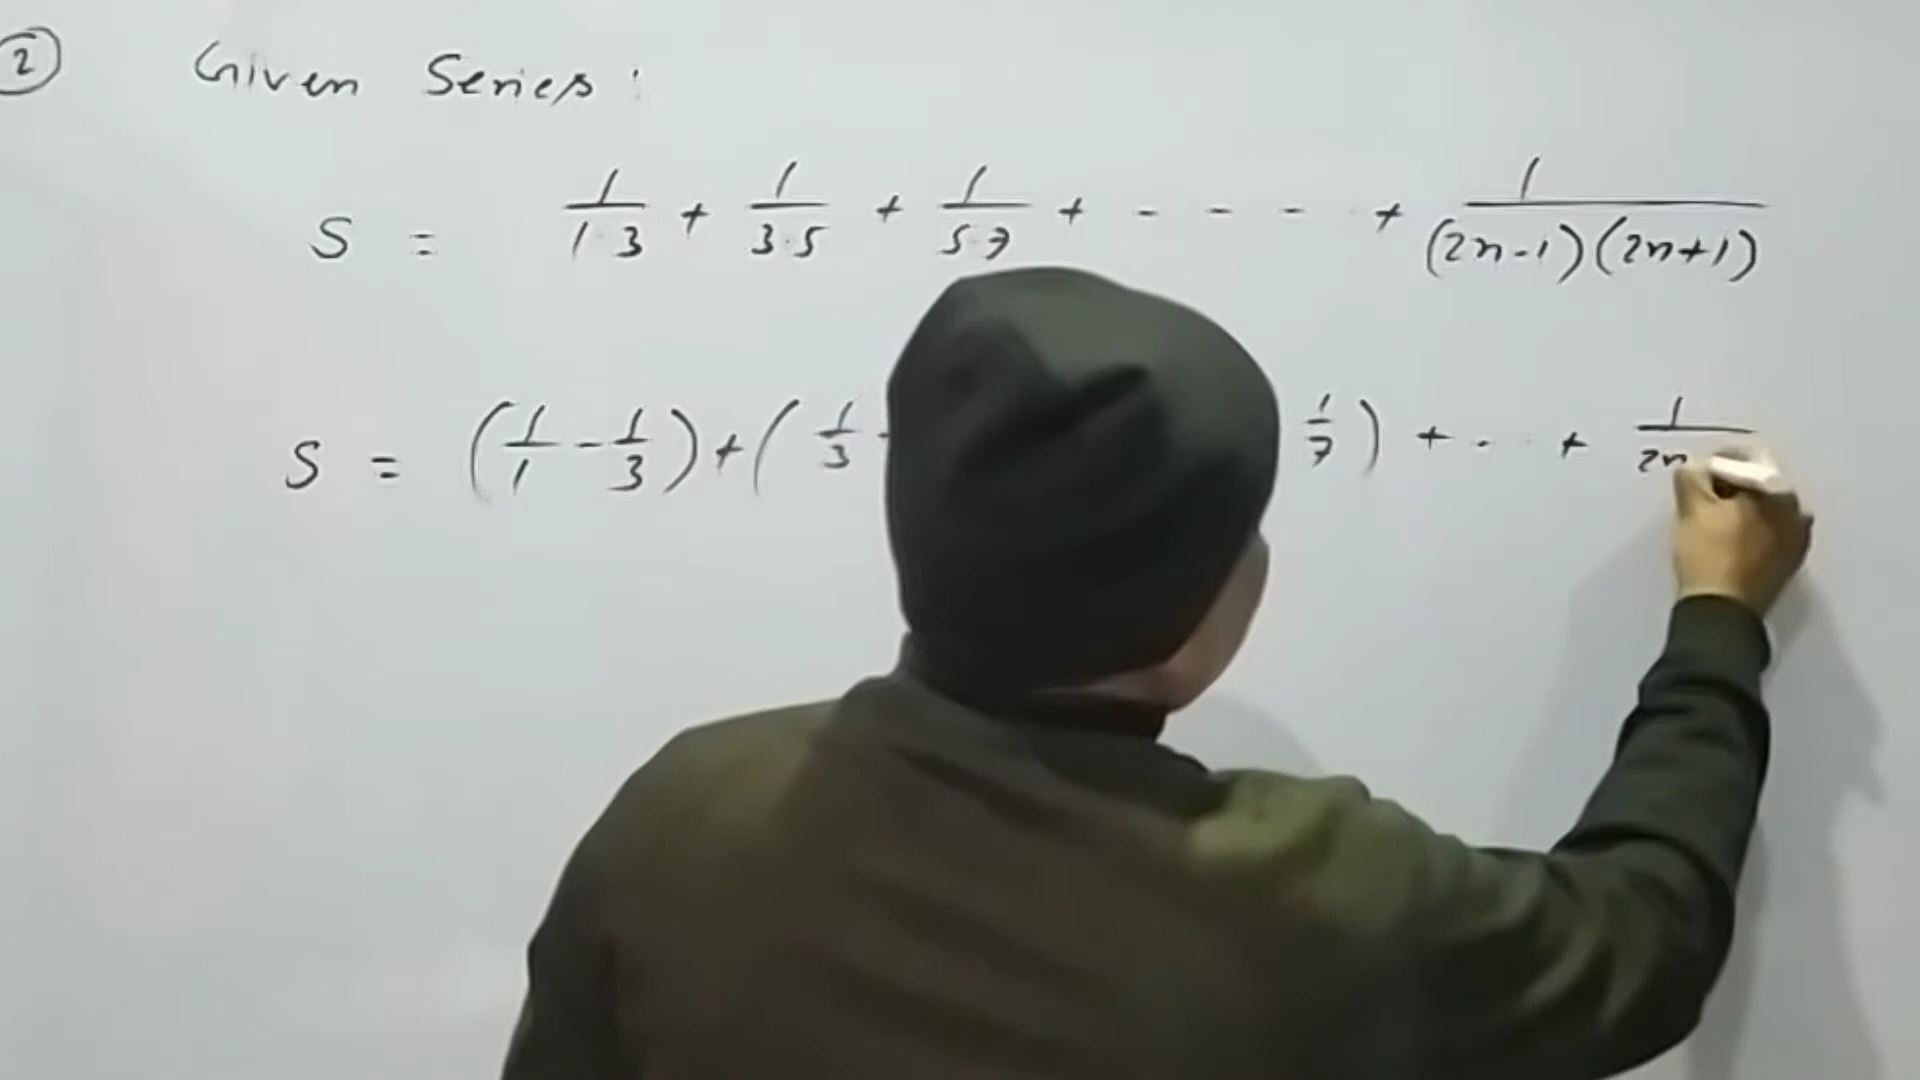 ② Given Series :
S = 1/(1·3) + 1/(3·5) + 1/(5·7) + - - - + 1/((2n-1)(2n+1))
S = (1/1 - 1/3) + (1/3 - 1/7) + - - + 1/2n